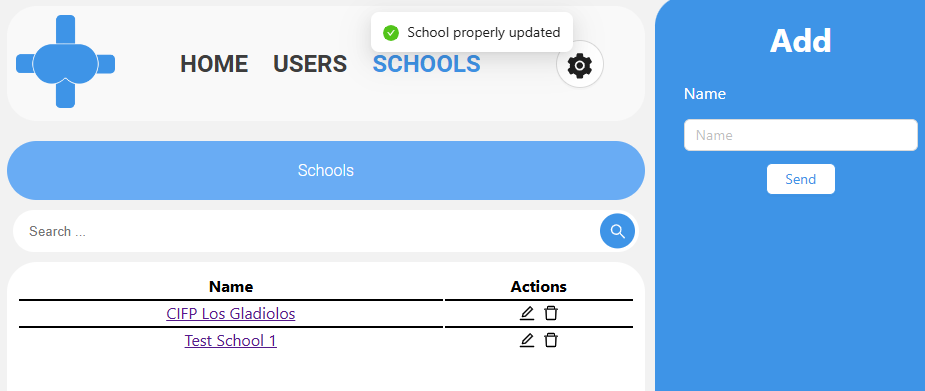 School properly updated
HOME USERS SCHOOLS
Schools
Search ...
Name Actions
CIFP Los Gladiolos
Test School 1
Add
Name
Name
Send